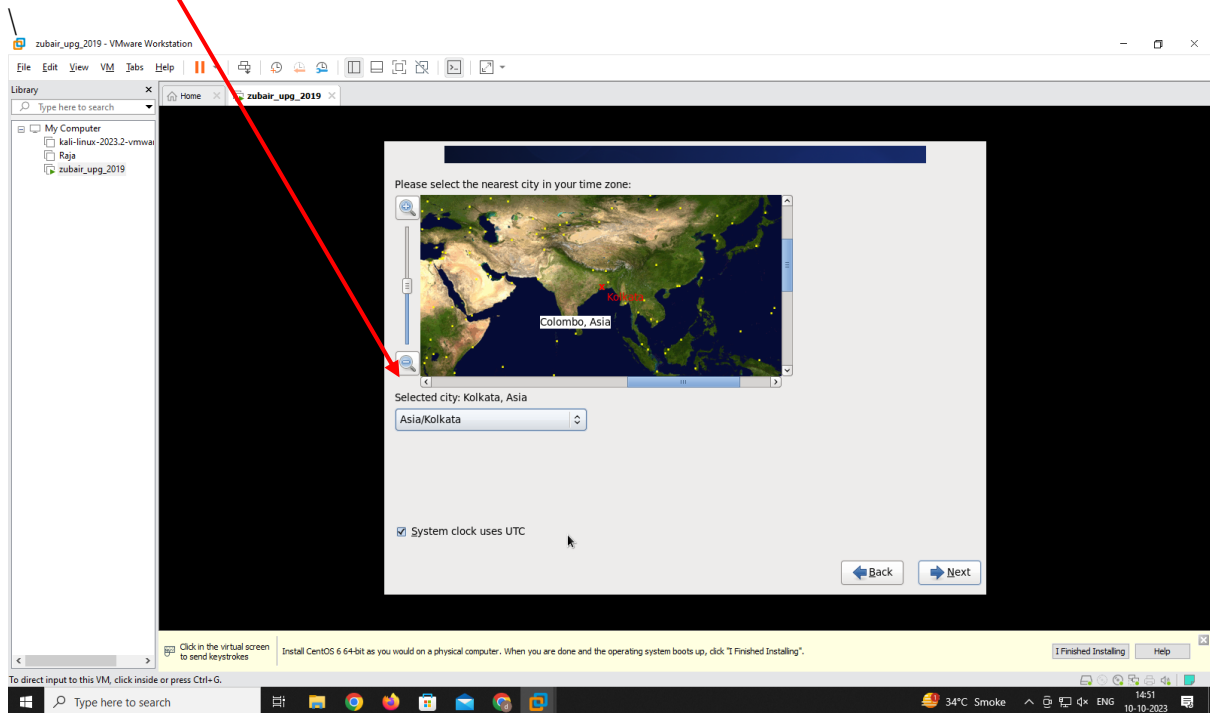 \
zubair_upg_2019 - VMware Workstation
File Edit View VM Tabs Help
Library
Home zubair_upg_2019
Type here to search
My Computer
kali-linux-2023.2-vmwa
Raja
zubair_upg_2019
Please select the nearest city in your time zone:
Kolkata
Colombo, Asia
Selected city: Kolkata, Asia
Asia/Kolkata
System clock uses UTC
Back Next
Click in the virtual screen
to send keystrokes
Install CentOS 6 64-bit as you would on a physical computer. When you are done and the operating system boots up, click "I Finished Installing".
I Finished Installing Help
To direct input to this VM, click inside or press Ctrl+G.
Type here to search
34°C Smoke ENG 14:51
10-10-2023